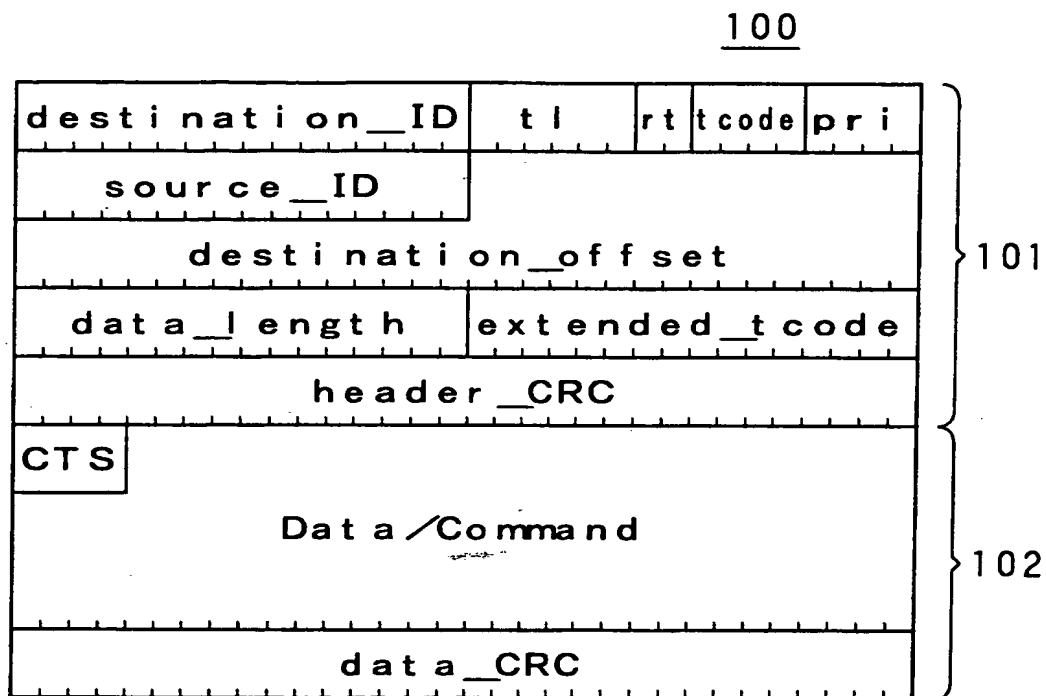 100
destination_ID tl rt tcode pri
source_ID
destination_offset
101
data_length extended_tcode
header_CRC
CTS
Data/Command
102
data_CRC